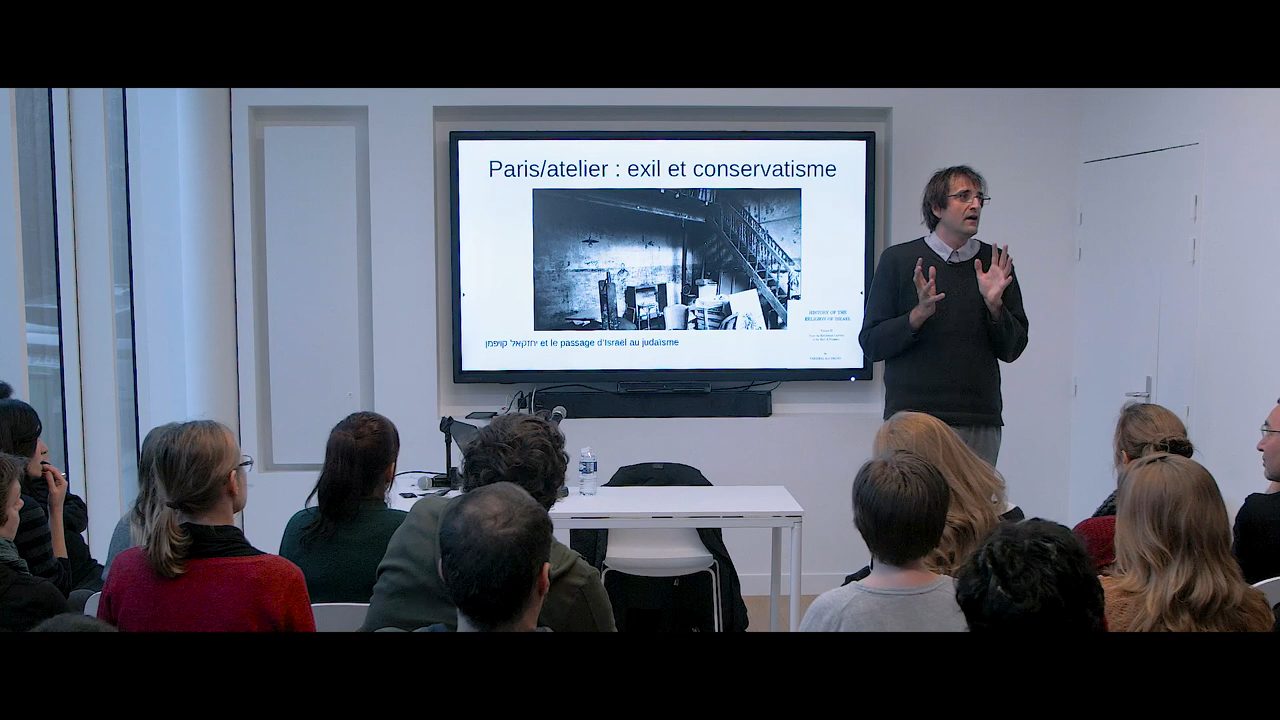 Paris/atelier : exil et conservatisme
יחזקאל קויפמן et le passage d'Israël au judaïsme
HISTORY OF THE
RELIGION OF ISRAEL